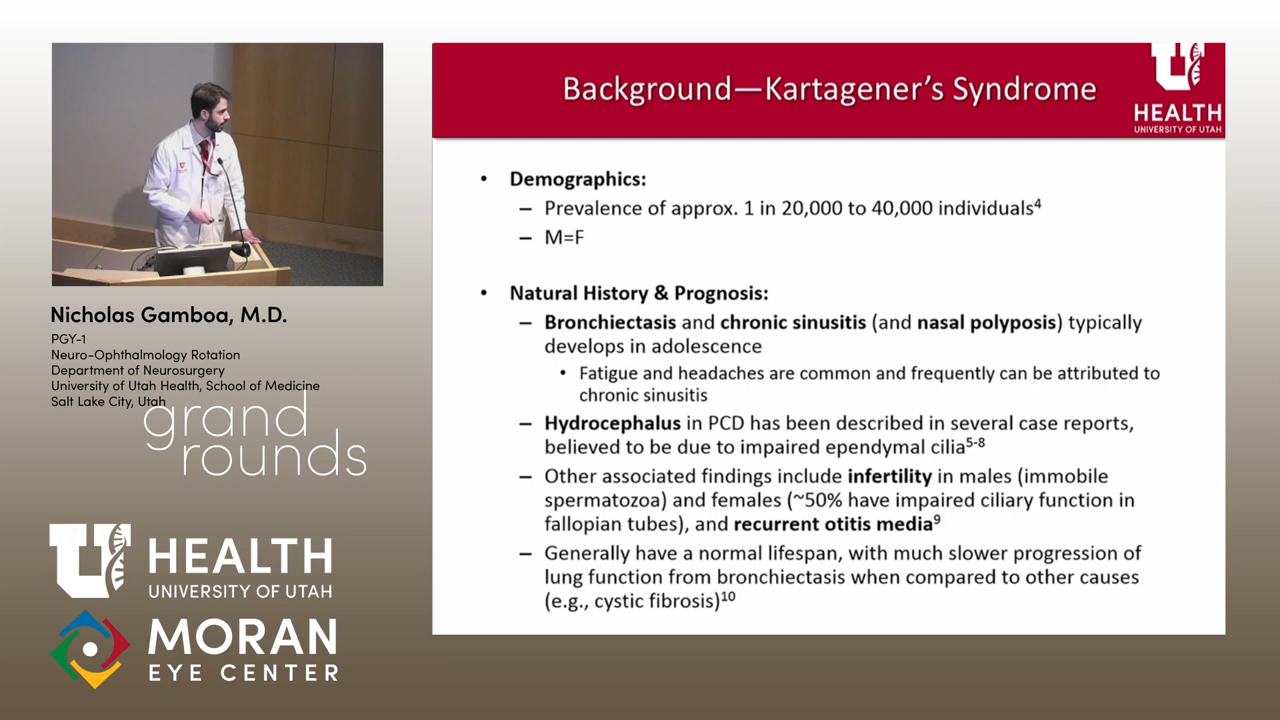 Background—Kartagener's Syndrome
HEALTH
UNIVERSITY OF UTAH
• Demographics:
– Prevalence of approx. 1 in 20,000 to 40,000 individuals⁴
– M=F
• Natural History & Prognosis:
– Bronchiectasis and chronic sinusitis (and nasal polyposis) typically
develops in adolescence
• Fatigue and headaches are common and frequently can be attributed to
chronic sinusitis
– Hydrocephalus in PCD has been described in several case reports,
believed to be due to impaired ependymal cilia⁵⁻⁸
– Other associated findings include infertility in males (immobile
spermatozoa) and females (~50% have impaired ciliary function in
fallopian tubes), and recurrent otitis media⁹
– Generally have a normal lifespan, with much slower progression of
lung function from bronchiectasis when compared to other causes
(e.g., cystic fibrosis)¹⁰
Nicholas Gamboa, M.D.
PGY-1
Neuro-Ophthalmology Rotation
Department of Neurosurgery
University of Utah Health, School of Medicine
Salt Lake City, Utah
grand
rounds
U HEALTH
UNIVERSITY OF UTAH
MORAN
EYE CENTER